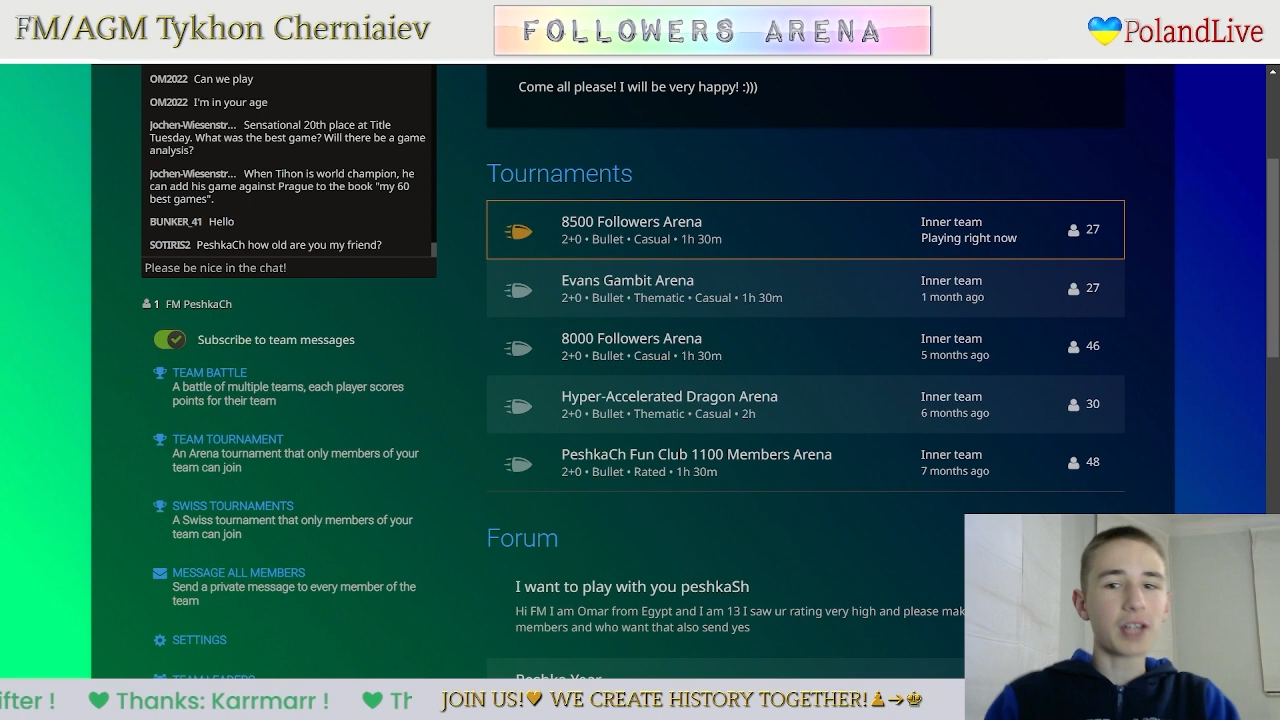 FM/AGM Tykhon Cherniaiev
FOLLOWERS ARENA
PolandLive
OM2022 Can we play
OM2022 I'm in your age
Jochen-Wiesenstr... Sensational 20th place at Title
Tuesday. What was the best game? Will there be a game
analysis?
Jochen-Wiesenstr... When Tihon is world champion, he
can add his game against Prague to the book "my 60
best games".
BUNKER_41 Hello
SOTIRIS2 PeshkaCh how old are you my friend?
Please be nice in the chat!
1 FM PeshkaCh
Subscribe to team messages
TEAM BATTLE
A battle of multiple teams, each player scores
points for their team
TEAM TOURNAMENT
An Arena tournament that only members of your
team can join
SWISS TOURNAMENTS
A Swiss tournament that only members of your
team can join
MESSAGE ALL MEMBERS
Send a private message to every member of the
team
SETTINGS
TEAM LEADERS
Come all please! I will be very happy! :)))
Tournaments
8500 Followers Arena
2+0 • Bullet • Casual • 1h 30m
Inner team
Playing right now
27
Evans Gambit Arena
2+0 • Bullet • Thematic • Casual • 1h 30m
Inner team
1 month ago
27
8000 Followers Arena
2+0 • Bullet • Casual • 1h 30m
Inner team
5 months ago
46
Hyper-Accelerated Dragon Arena
2+0 • Bullet • Thematic • Casual • 2h
Inner team
6 months ago
30
PeshkaCh Fun Club 1100 Members Arena
2+0 • Bullet • Rated • 1h 30m
Inner team
7 months ago
48
Forum
I want to play with you peshkaSh
Hi FM I am Omar from Egypt and I am 13 I saw ur rating very high and please mak
members and who want that also send yes
Peshka Year
ifter ! 💚 Thanks: Karrmarr ! 💚 Th
JOIN US!♥ WE CREATE HISTORY TOGETHER!♟→♚